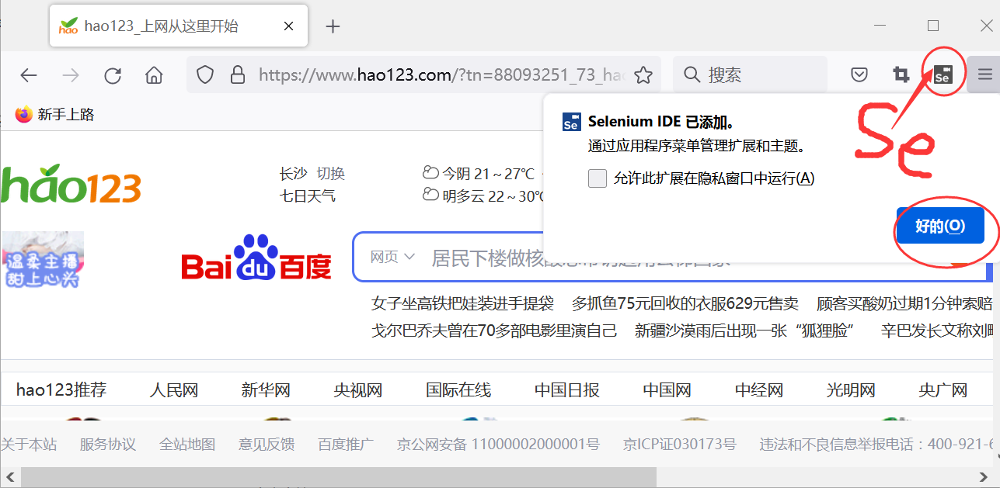 hao hao123_上网从这里开始
https://www.hao123.com/?tn=88093251_73_hao
搜索
Se
新手上路
Se Selenium IDE 已添加。
通过应用程序菜单管理扩展和主题。
允许此扩展在隐私窗口中运行(A)
好的(O)
Se
hao123
长沙 切换
今阴 21~27℃
七日天气
明多云 22~30℃
温柔主播
甜上心头
Bai du 百度
网页
居民下楼做核
女子坐高铁把娃装进手提袋 多抓鱼75元回收的衣服629元售卖 顾客买酸奶过期1分钟索赔
戈尔巴乔夫曾在70多部电影里演自己 新疆沙漠雨后出现一张“狐狸脸” 辛巴发长文称刘畊
hao123推荐 人民网 新华网 央视网 国际在线 中国日报 中国网 中经网 光明网 央广网
关于本站 服务协议 全站地图 意见反馈 百度推广 京公网安备 11000002000001号 京ICP证030173号 违法和不良信息举报电话：400-921-6